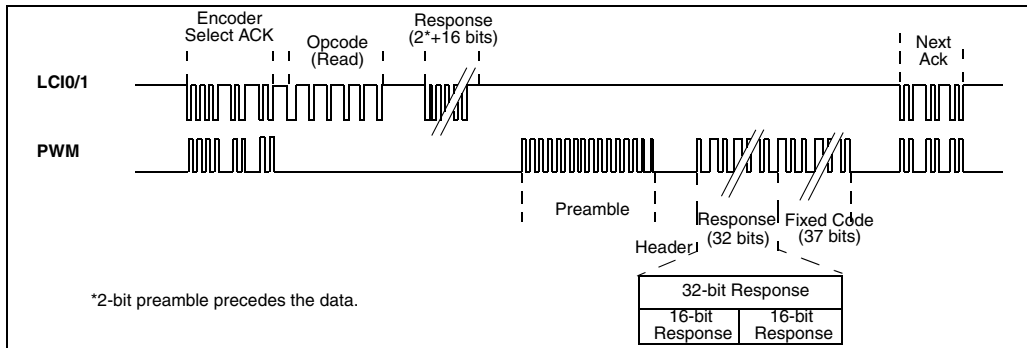 Encoder
Select ACK
Opcode
(Read)
Response
(2*+16 bits)
Next
Ack
LCI0/1
PWM
Preamble
Header
Response
(32 bits)
Fixed Code
(37 bits)
32-bit Response
16-bit
Response
16-bit
Response
*2-bit preamble precedes the data.